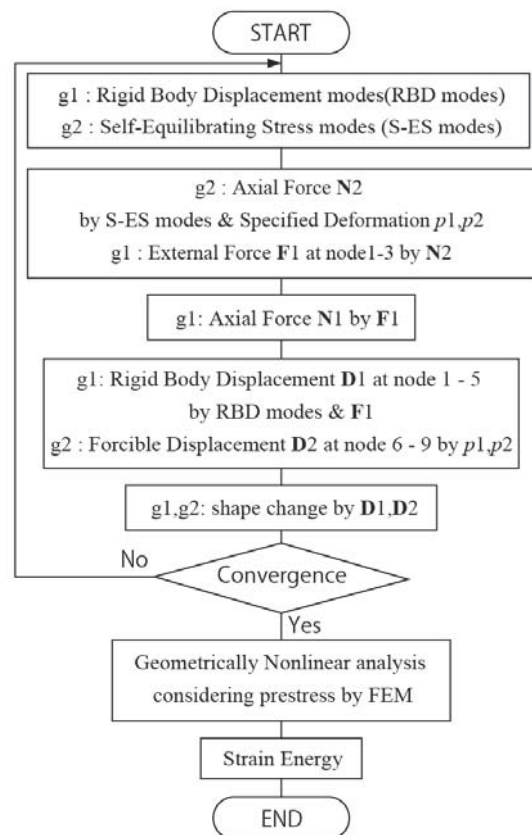 START
g1 : Rigid Body Displacement modes(RBD modes)
g2 : Self-Equilibrating Stress modes (S-ES modes)
g2 : Axial Force N2
by S-ES modes & Specified Deformation p1,p2
g1 : External Force F1 at node1-3 by N2
g1: Axial Force N1 by F1
g1: Rigid Body Displacement D1 at node 1 - 5
by RBD modes & F1
g2 : Forcible Displacement D2 at node 6 - 9 by p1,p2
g1,g2: shape change by D1,D2
No
Convergence
Yes
Geometrically Nonlinear analysis
considering prestress by FEM
Strain Energy
END